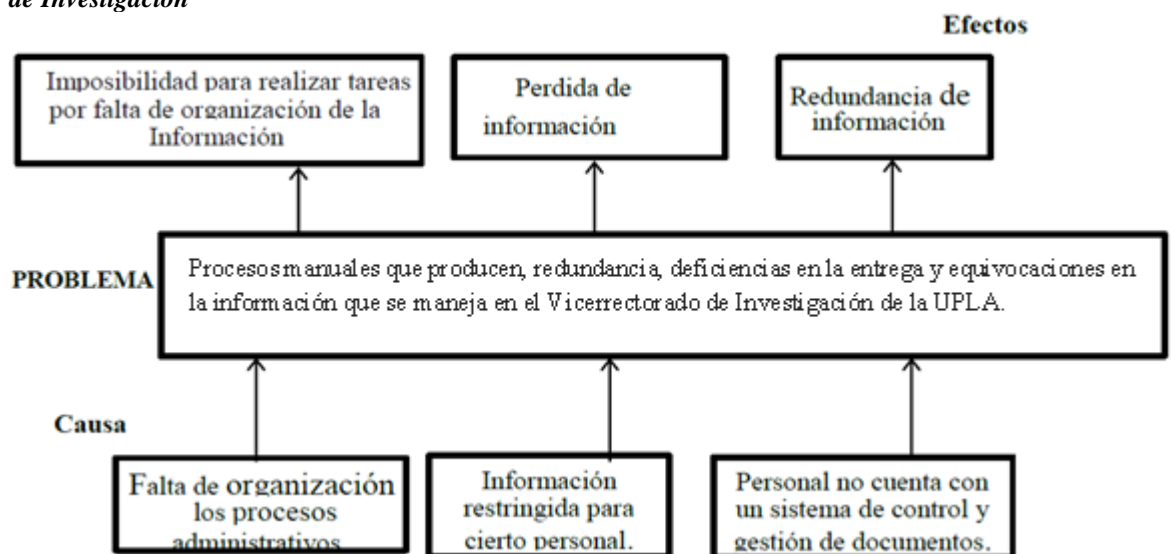 de Investigación
Efectos
Imposibilidad para realizar tareas
por falta de organización de la
Información
Perdida de
información
Redundancia de
información
PROBLEMA
Procesos manuales que producen, redundancia, deficiencias en la entrega y equivocaciones en
la información que se maneja en el Vicerrectorado de Investigación de la UPLA.
Causa
Falta de organización
los procesos
administrativos
Información
restringida para
cierto personal.
Personal no cuenta con
un sistema de control y
gestión de documentos.